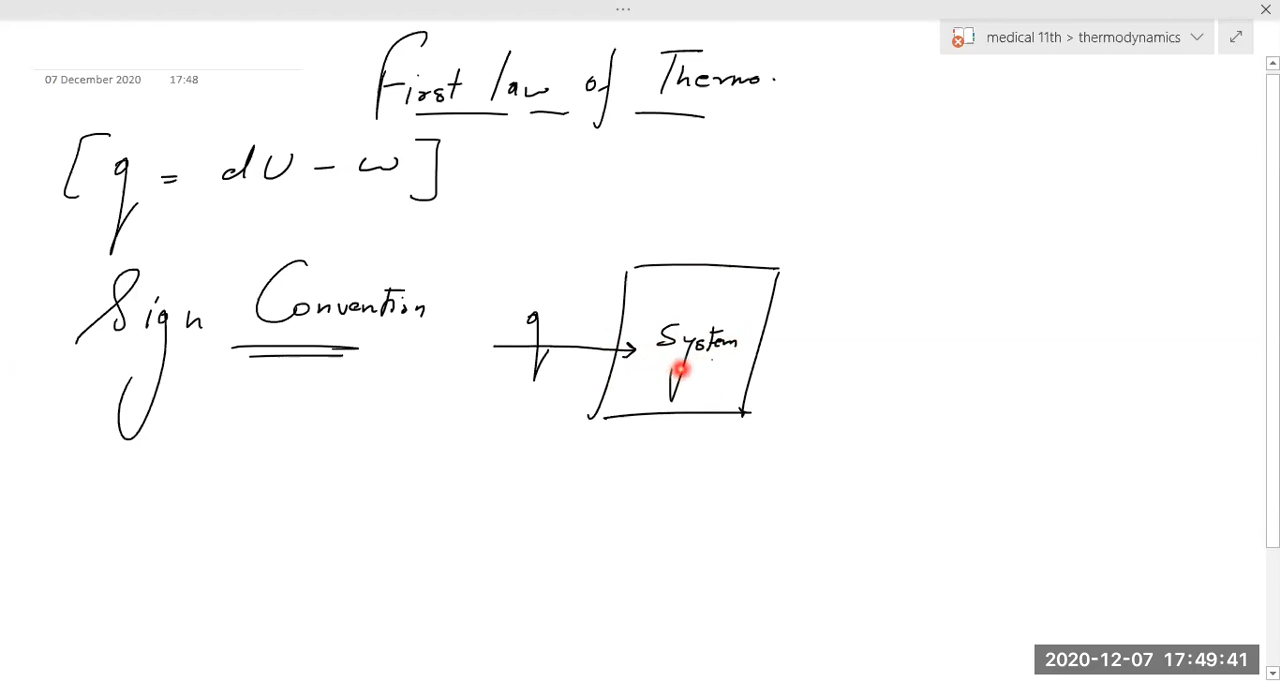 ...
medical 11th > thermodynamics
07 December 2020 17:48
First law of Thermo.
[q = dU - w]
Sign Convention
q
System
2020-12-07 17:49:41